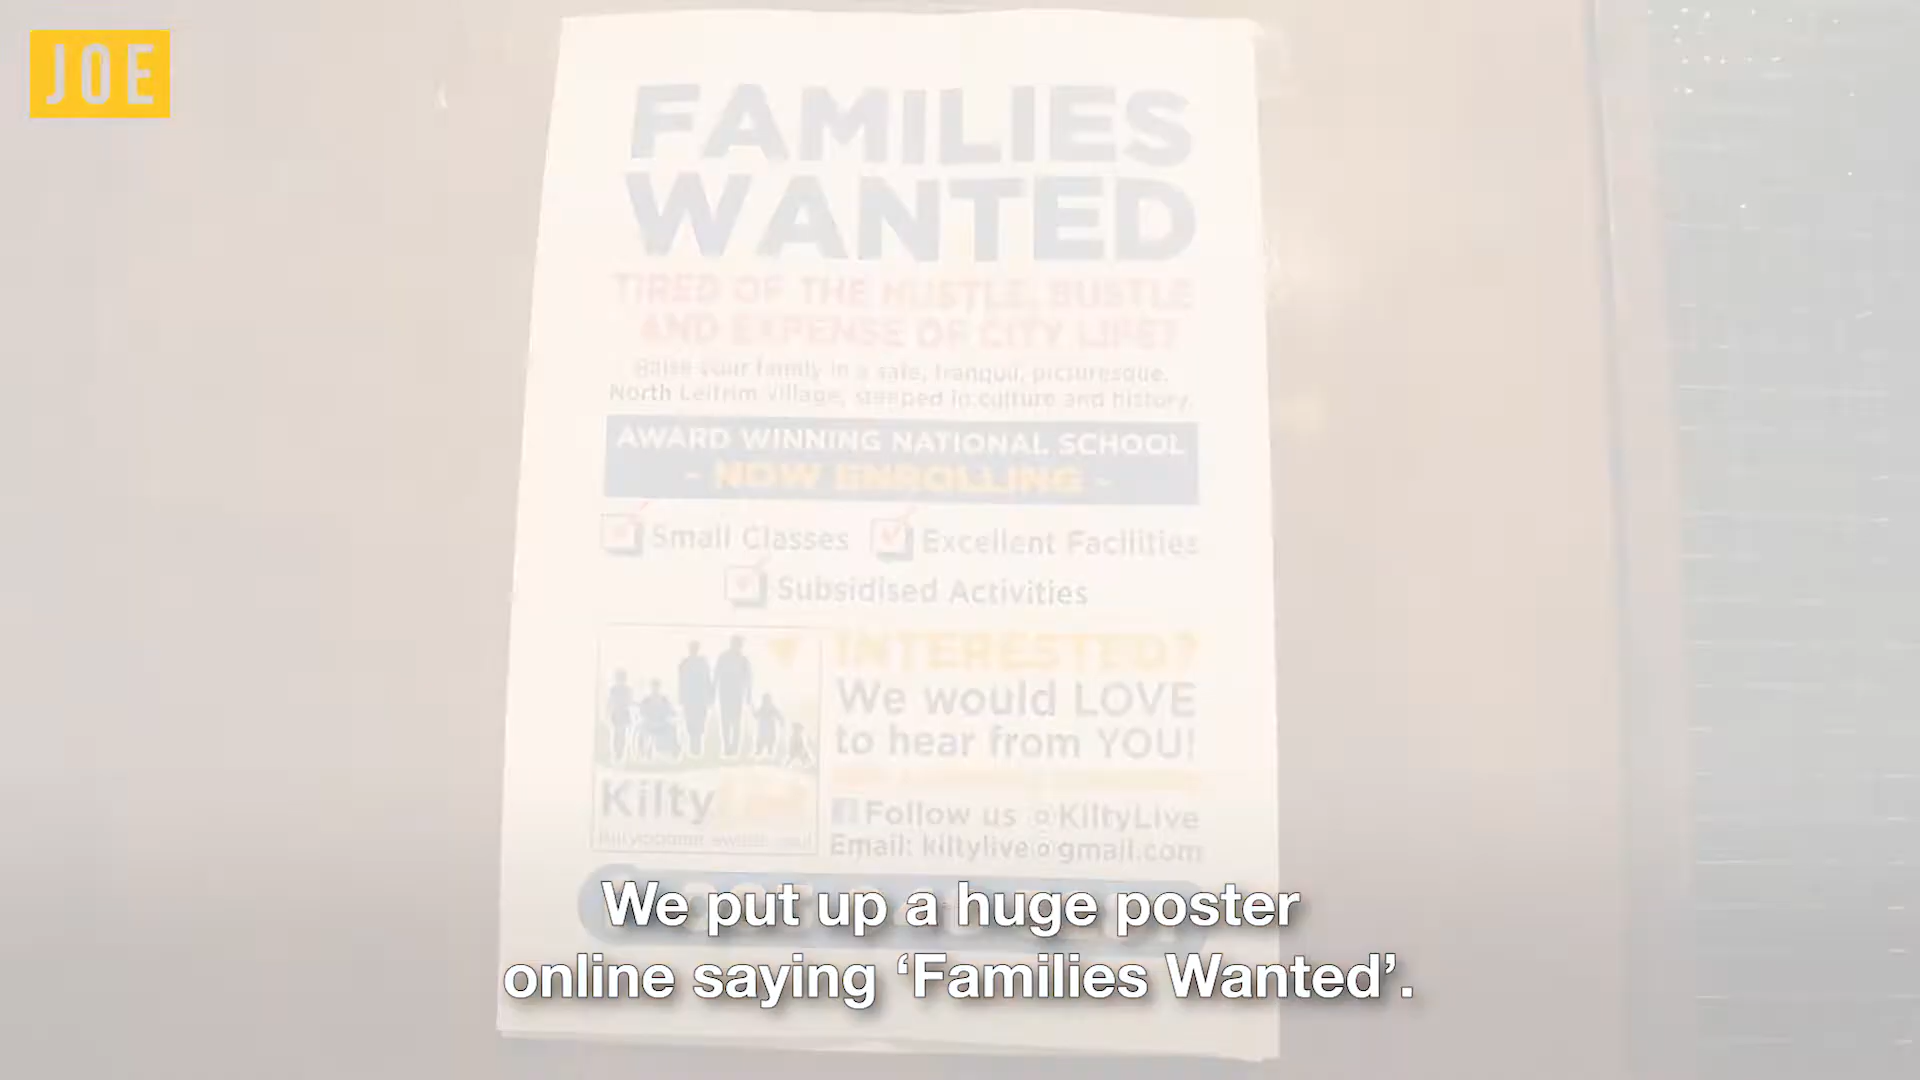 JOE
FAMILIES
WANTED
TIRED OF THE HUSTLE, BUSTLE
AND EXPENSE OF CITY LIFE?
Raise your family in a safe, tranquil, picturesque,
North Leitrim Village, steeped in culture and history.
AWARD WINNING NATIONAL SCHOOL
- NOW ENROLLING -
Small Classes
Excellent Facilities
Subsidised Activities
INTERESTED?
We would LOVE
to hear from YOU!
Kilty
Follow us @KiltyLive
Email: kiltylive@gmail.com
We put up a huge poster
online saying ‘Families Wanted’.